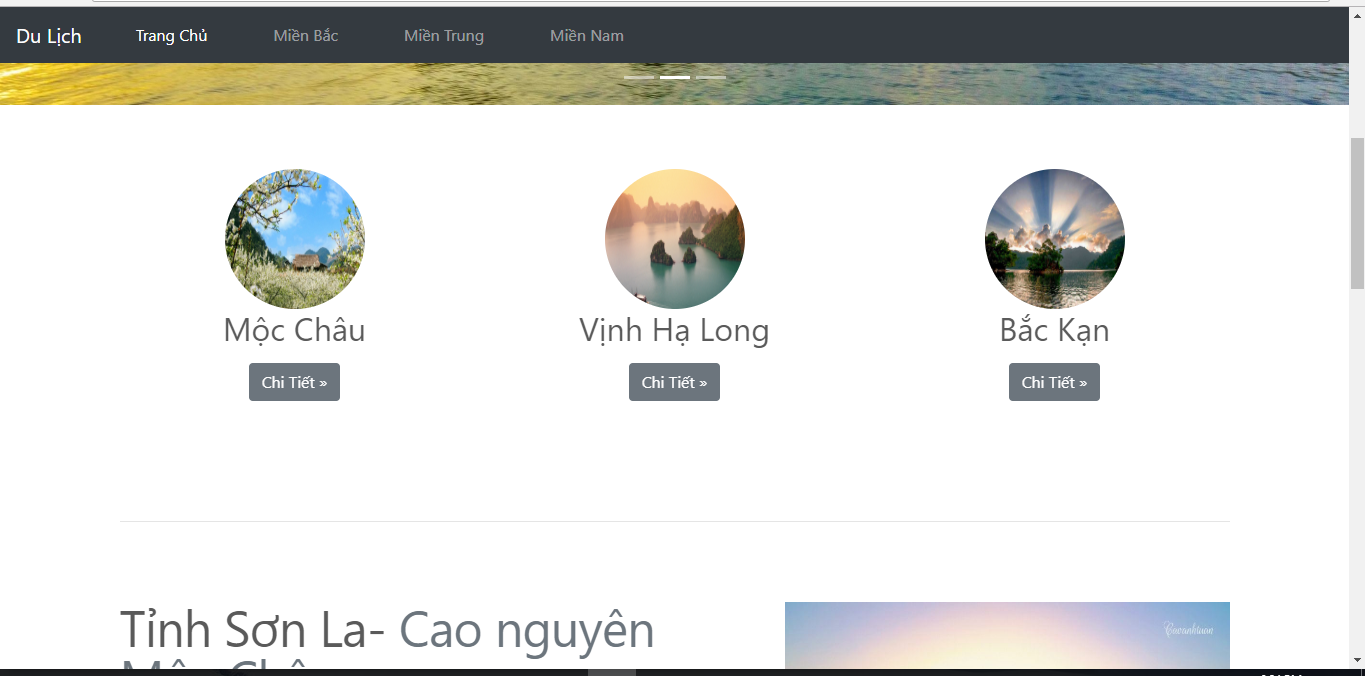 Du Lịch Trang Chủ Miền Bắc Miền Trung Miền Nam
Mộc Châu Vịnh Hạ Long Bắc Kạn
Chi Tiết » Chi Tiết » Chi Tiết »
Tỉnh Sơn La- Cao nguyên